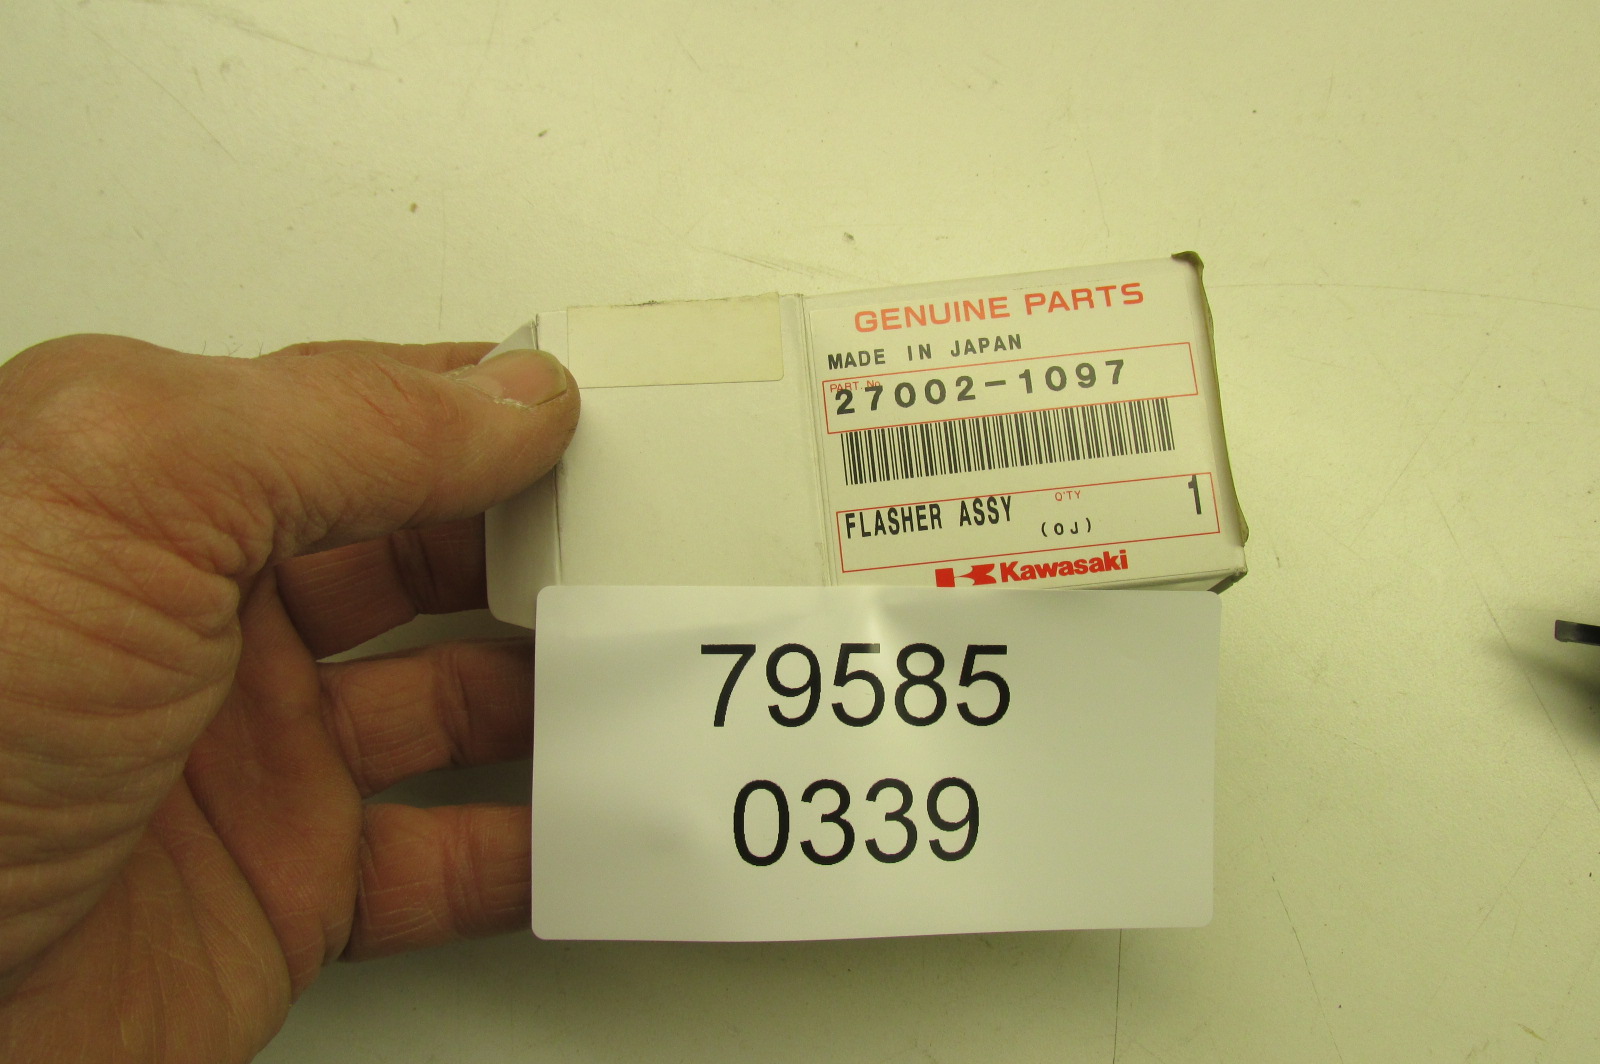 GENUINE PARTS
MADE IN JAPAN
PART. No.
27002-1097
FLASHER ASSY
Q'TY
1
(OJ)
Kawasaki
79585
0339